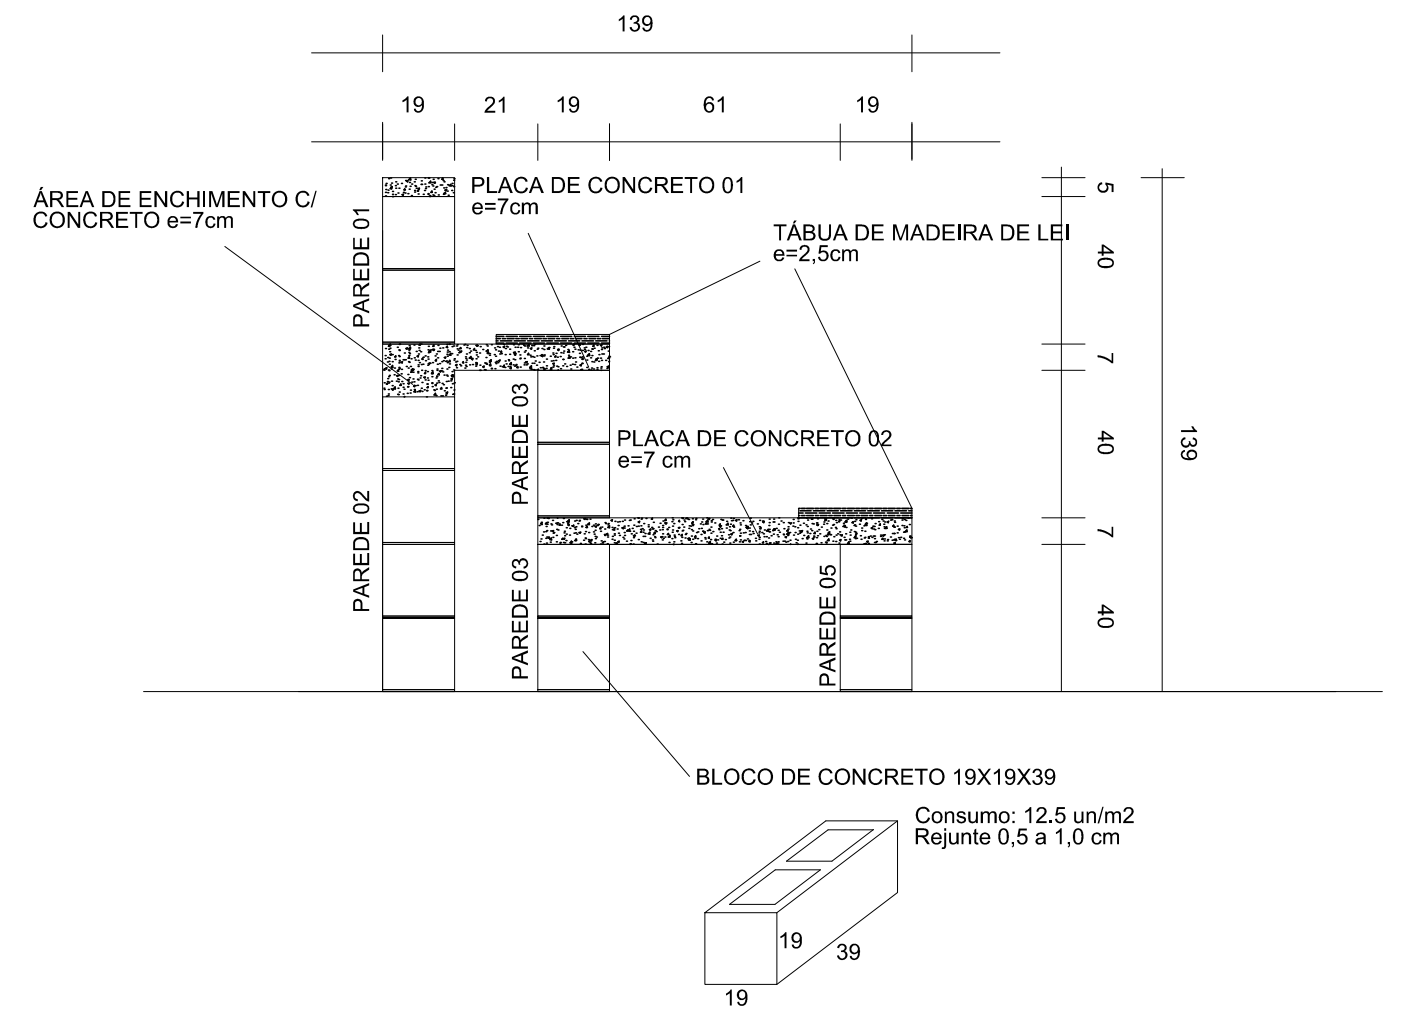 139
19
21
19
61
19
ÁREA DE ENCHIMENTO C/
CONCRETO e=7cm
PLACA DE CONCRETO 01
e=7cm
TÁBUA DE MADEIRA DE LEI
e=2,5cm
PAREDE 01
5
40
7
PAREDE 03
PLACA DE CONCRETO 02
e=7 cm
40
139
PAREDE 02
7
PAREDE 03
PAREDE 05
40
BLOCO DE CONCRETO 19X19X39
Consumo: 12.5 un/m2
Rejunte 0,5 a 1,0 cm
19
39
19